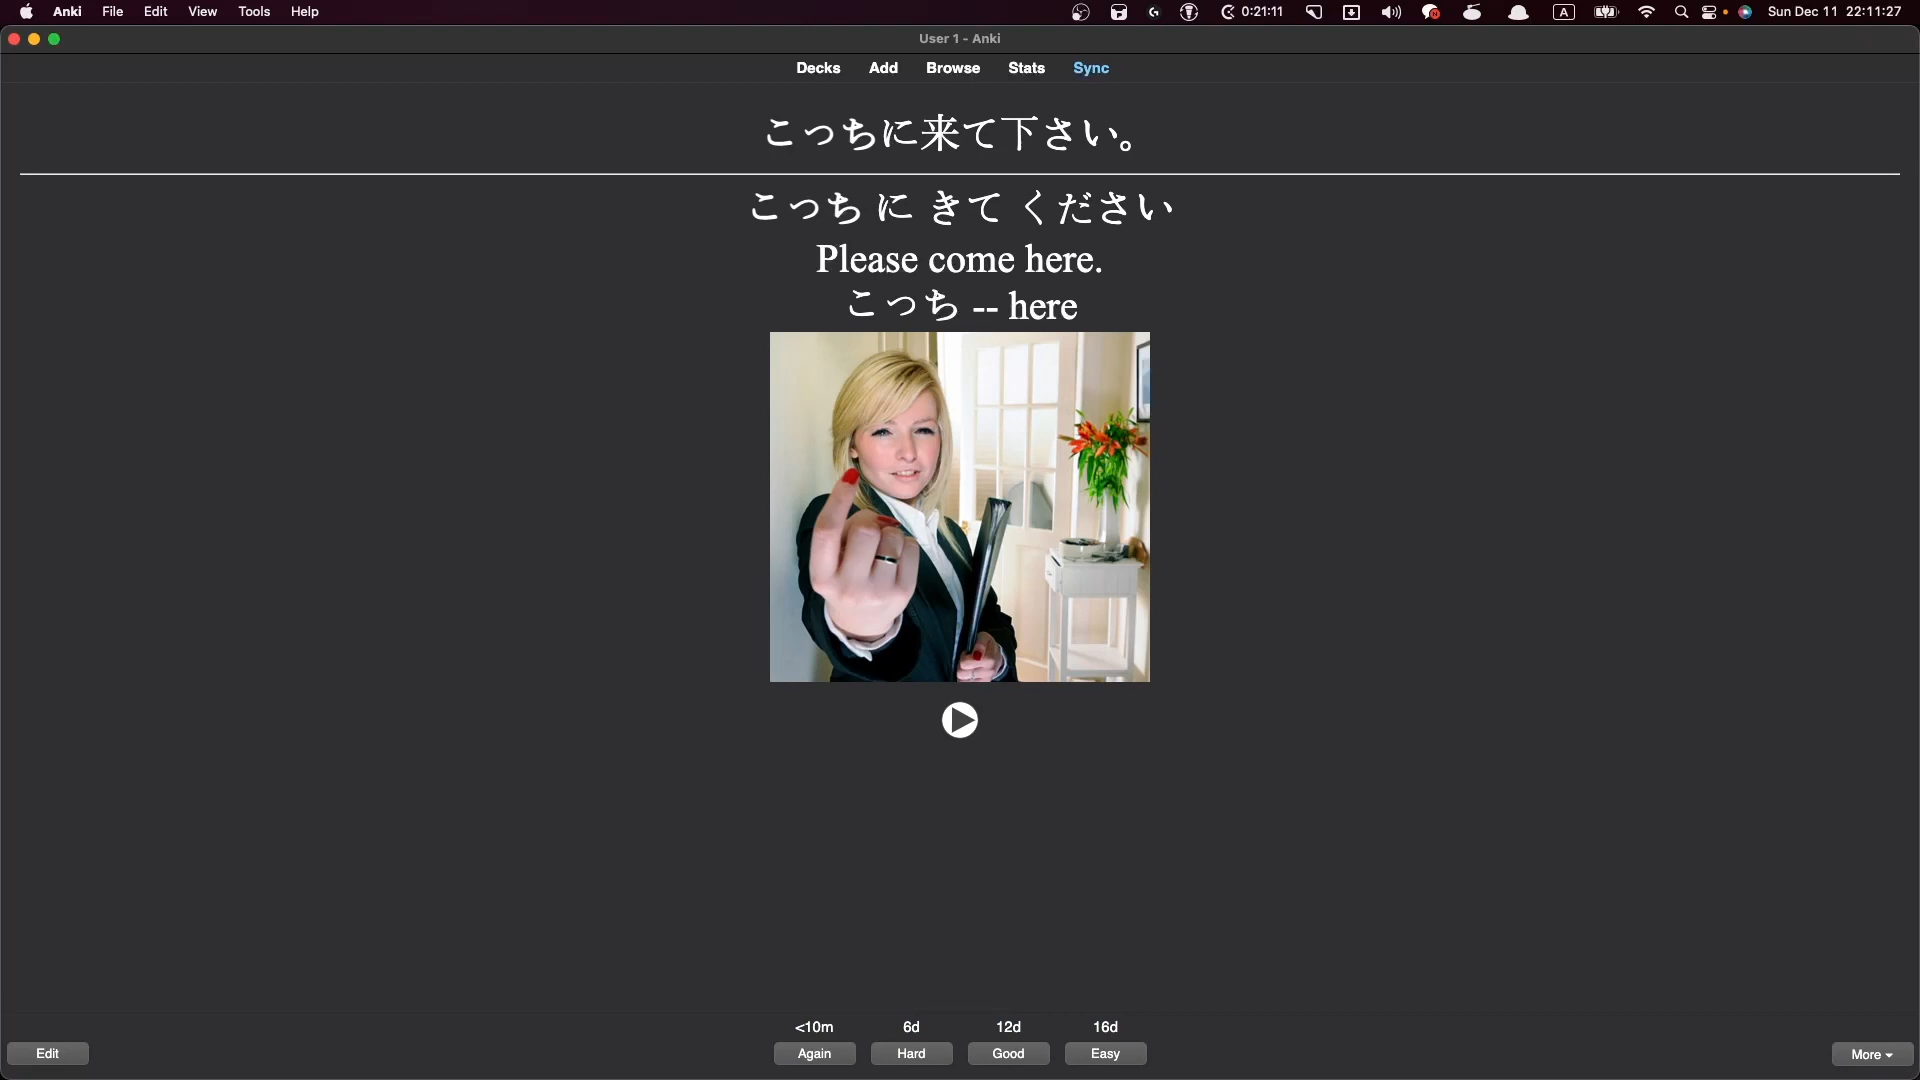 Anki File Edit View Tools Help 0:21:11 A Sun Dec 11 22:11:27
User 1 - Anki
Decks Add Browse Stats Sync
こっちに来て下さい。
こっち に きて ください
Please come here.
こっち -- here
<10m 6d 12d 16d
Edit Again Hard Good Easy More